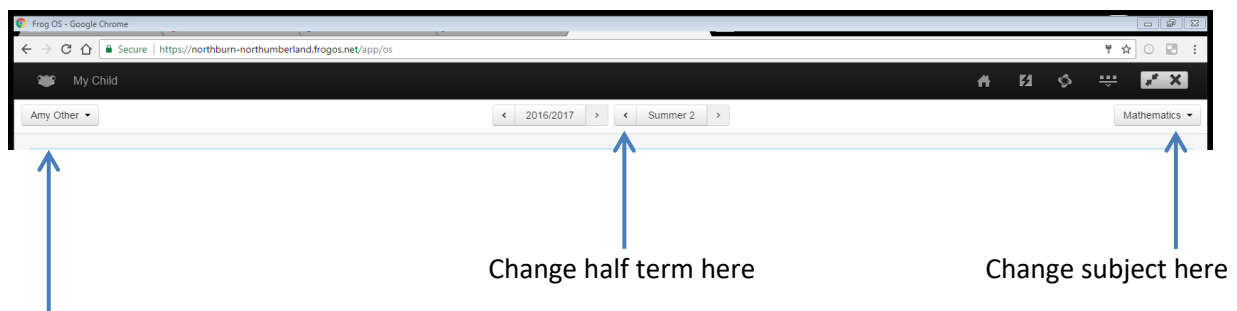 Frog OS - Google Chrome
Secure | https://northburn-northumberland.frogos.net/app/os
My Child
Amy Other 2016/2017 Summer 2 Mathematics
Change half term here Change subject here